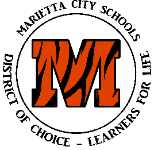 MARIETTA CITY SCHOOLS
M
DISTRICT OF CHOICE - LEARNERS FOR LIFE